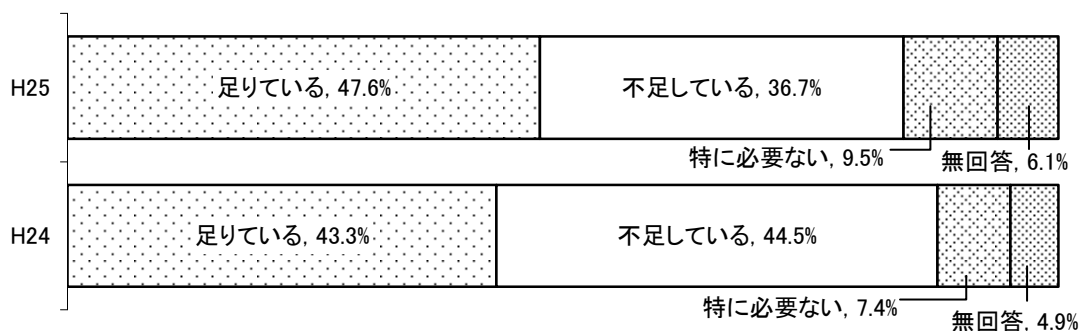 H25
足りている, 47.6%
不足している, 36.7%
特に必要ない, 9.5%
無回答, 6.1%
H24
足りている, 43.3%
不足している, 44.5%
特に必要ない, 7.4%
無回答, 4.9%